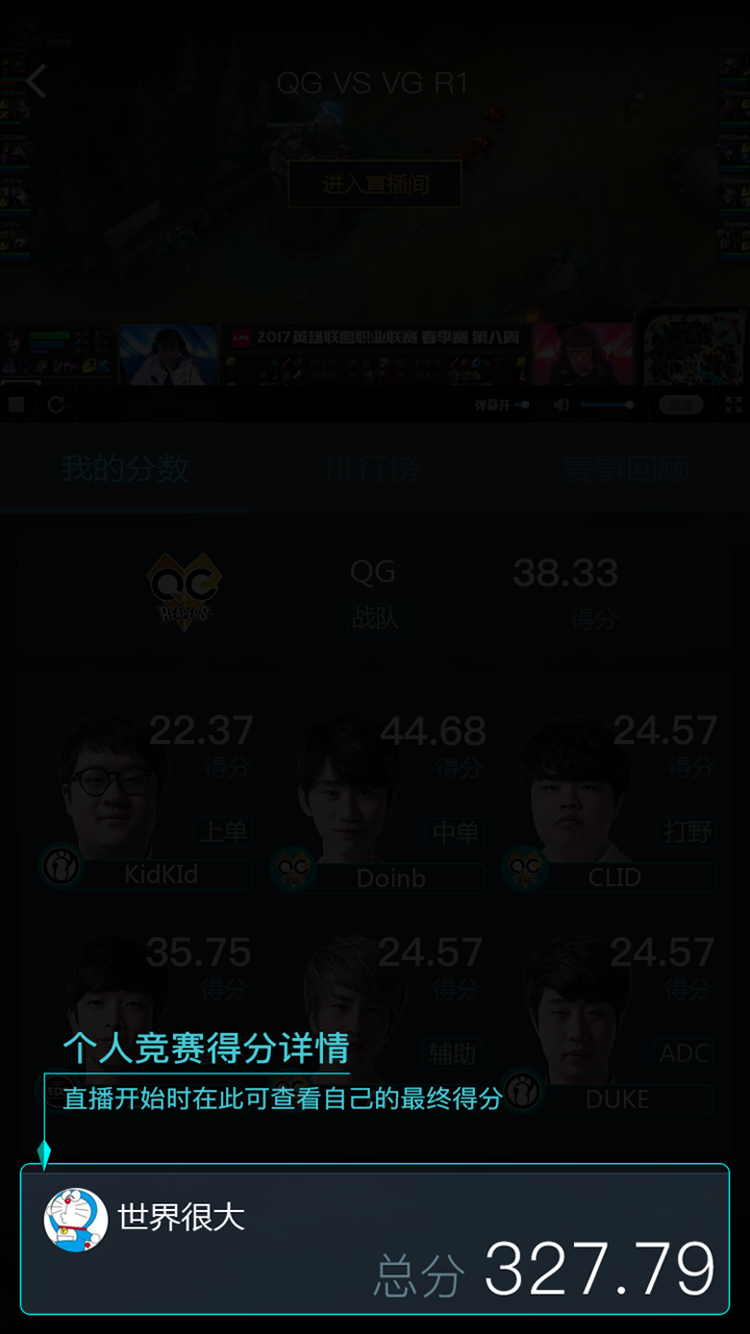 QG VS VG R1
进入直播间
2017英雄联盟职业联赛 春季赛 第八周
弹幕开
我的分数 排行榜 赛事回顾
QG 38.33
战队 得分
QG
REAPERS
22.37 44.68 24.57
得分 得分 得分
上单 中单 打野
KidKId Doinb CLID
35.75 24.57 24.57
得分 得分 得分
个人竞赛得分详情
辅助 ADC
直播开始时在此可查看自己的最终得分
DUKE
世界很大
总分 327.79